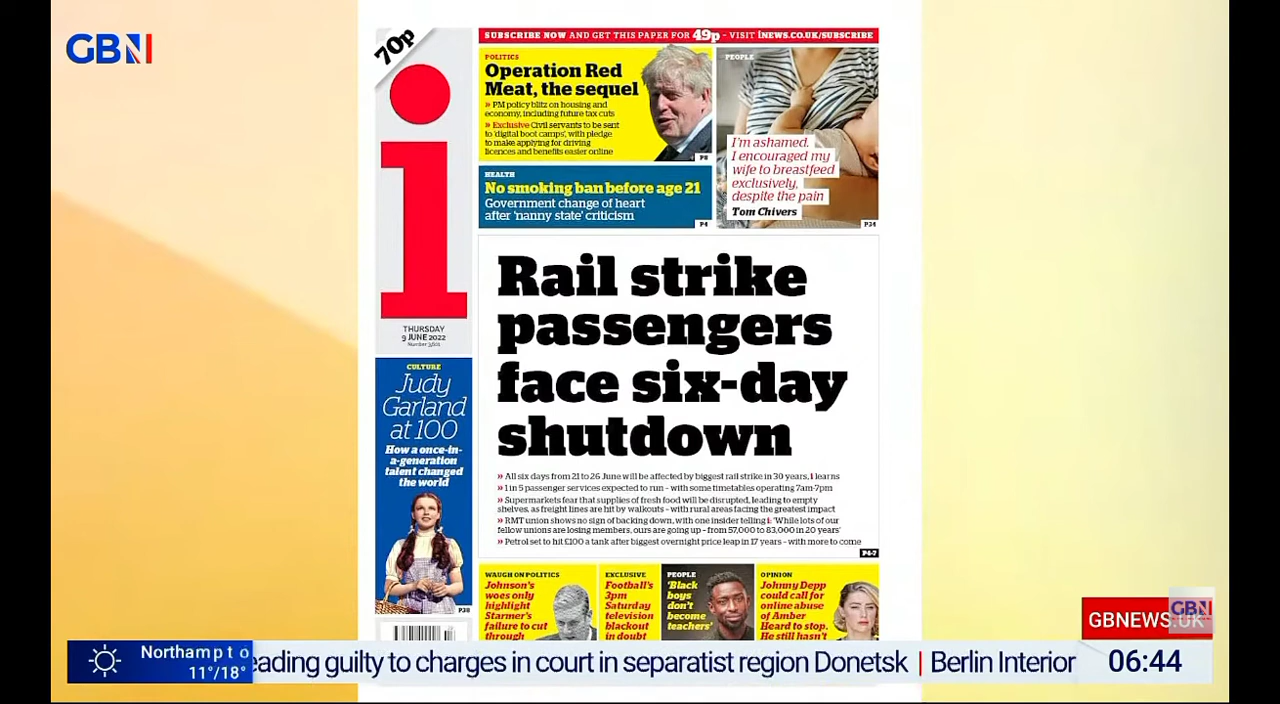 GBN
70p
i
THURSDAY
9 JUNE 2022
SUBSCRIBE NOW AND GET THIS PAPER FOR 49p – VISIT iNEWS.CO.UK/SUBSCRIBE
POLITICS
Operation Red
Meat, the sequel
» PM policy blitz on housing and
economy, including future tax cuts
» Exclusive Civil servants to be sent
to 'digital boot camps', with pledge
to make applying for driving
licences and benefits easier online
P8
HEALTH
No smoking ban before age 21
Government change of heart
after 'nanny state' criticism
P4
PEOPLE
I'm ashamed.
I encouraged my
wife to breastfeed
exclusively,
despite the pain
Tom Chivers
P34
Rail strike
passengers
face six-day
shutdown
» All six days from 21 to 26 June will be affected by biggest rail strike in 30 years, i learns
» 1 in 5 passenger services expected to run – with some timetables operating 7am-7pm
» Supermarkets fear that supplies of fresh food will be disrupted, leading to empty
shelves, as freight lines are hit by walkouts – with rural areas facing the greatest impact
» RMT union shows no sign of backing down, with one insider telling i: 'While lots of our
fellow unions are losing members, ours are going up – from 57,000 to 83,000 in 20 years'
» Petrol set to hit £100 a tank after biggest overnight price leap in 17 years – with more to come
P4-7
CULTURE
Judy
Garland
at 100
How a once-in-
a-generation
talent changed
the world
P38
WAUGH ON POLITICS
Johnson's
woes only
highlight
Starmer's
failure to cut
through
EXCLUSIVE
Football's
3pm
Saturday
television
blackout
in doubt
PEOPLE
'Black
boys
don't
become
teachers'
OPINION
Johnny Depp
could call for
online abuse
of Amber
Heard to stop.
He still hasn't
GBNEWS.UK
GBN
Northampto
11°/18°
eading guilty to charges in court in separatist region Donetsk | Berlin Interior
06:44